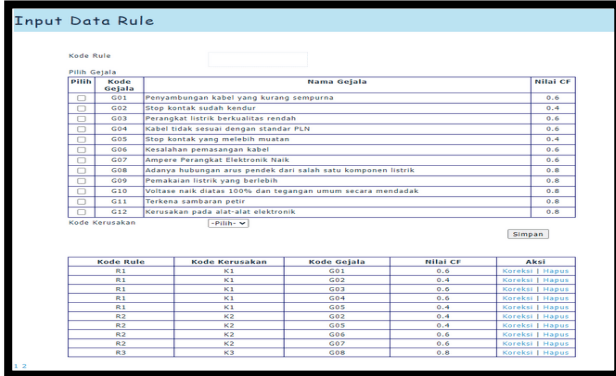 Input Data Rule
Kode Rule
Pilih Gejala
Pilih Kode Gejala Nama Gejala Nilai CF
G01 Penyambungan kabel yang kurang sempurna 0.6
G02 Stop kontak sudah kendur 0.4
G03 Perangkat listrik berkualitas rendah 0.6
G04 Kabel tidak sesuai dengan standar PLN 0.6
G05 Stop kontak yang melebih muatan 0.4
G06 Kesalahan pemasangan kabel 0.6
G07 Ampere Perangkat Elektronik Naik 0.6
G08 Adanya hubungan arus pendek dari salah satu komponen listrik 0.8
G09 Pemakaian listrik yang berlebih 0.8
G10 Voltase naik diatas 100% dan tegangan umum secara mendadak 0.8
G11 Terkena sambaran petir 0.8
G12 Kerusakan pada alat-alat elektronik 0.8
Kode Kerusakan -Pilih-
Simpan
Kode Rule Kode Kerusakan Kode Gejala Nilai CF Aksi
R1 K1 G01 0.6 Koreksi | Hapus
R1 K1 G02 0.4 Koreksi | Hapus
R1 K1 G03 0.6 Koreksi | Hapus
R1 K1 G04 0.6 Koreksi | Hapus
R1 K1 G05 0.4 Koreksi | Hapus
R2 K2 G02 0.4 Koreksi | Hapus
R2 K2 G05 0.4 Koreksi | Hapus
R2 K2 G06 0.6 Koreksi | Hapus
R2 K2 G07 0.6 Koreksi | Hapus
R3 K3 G08 0.8 Koreksi | Hapus
1 2